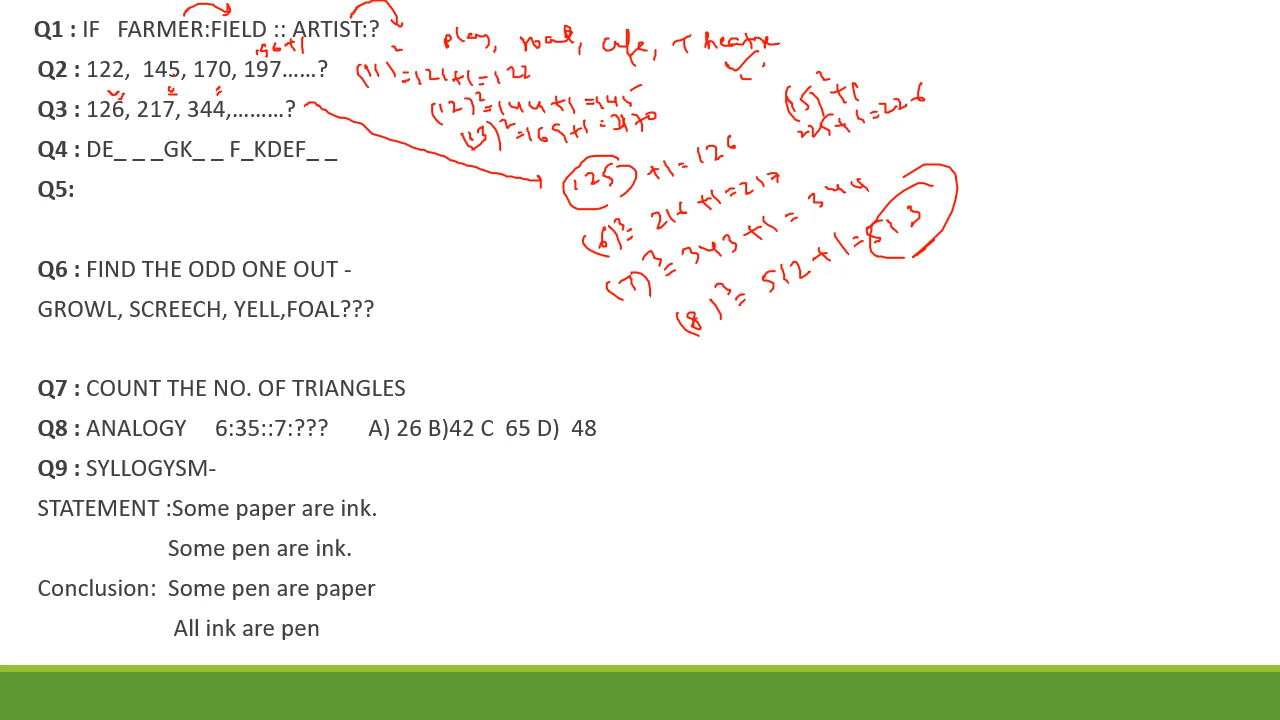 Q1 : IF FARMER:FIELD :: ARTIST:?
play, road, cafe, Theatre
196+1
Q2 : 122, 145, 170, 197......?
(11)² = 121+1 = 122
(12)² = 144+1 = 145
(15)² + 1
225+1 = 226
Q3 : 126, 217, 344,.........?
(13)² = 169+1 = 170
125 +1 = 126
Q4 : DE_ _ _GK_ _ F_KDEF_ _
Q5:
(6)³ = 216 +1 = 217
(7)³ = 343 +1 = 344
(8)³ = 512 +1 = 513
Q6 : FIND THE ODD ONE OUT -
GROWL, SCREECH, YELL,FOAL???
Q7 : COUNT THE NO. OF TRIANGLES
Q8 : ANALOGY 6:35::7:??? A) 26 B)42 C 65 D) 48
Q9 : SYLLOGYSM-
STATEMENT :Some paper are ink.
Some pen are ink.
Conclusion: Some pen are paper
All ink are pen